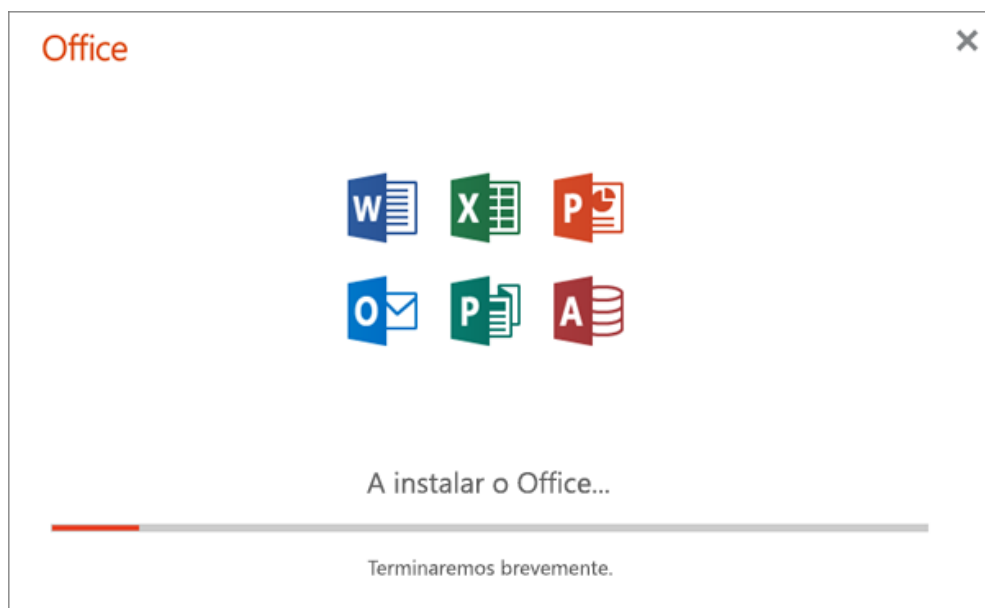 Office
W
X
P
O
P
A
A instalar o Office...
Terminaremos brevemente.